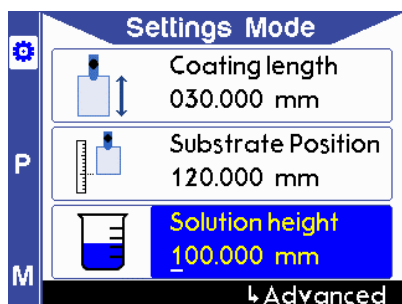 Settings Mode
Coating length
030.000 mm
Substrate Position
120.000 mm
P
Solution height
100.000 mm
M
↳Advanced